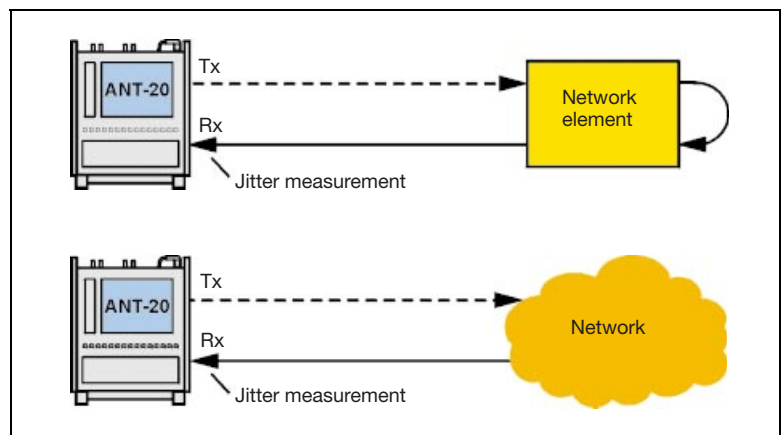 Tx
ANT-20
Network
element
Rx
Jitter measurement
Tx
ANT-20
Network
Rx
Jitter measurement